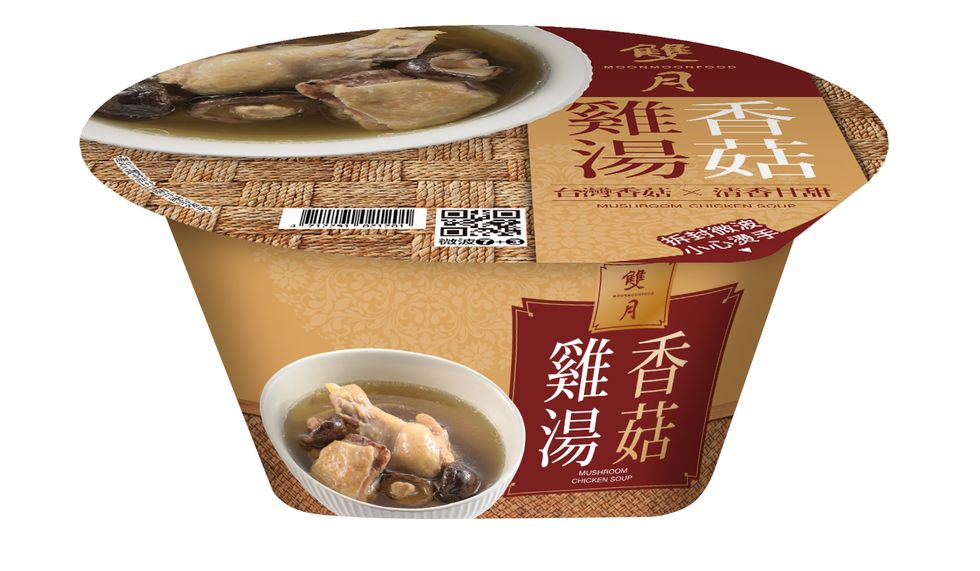 雙月
MOONMOONFOOD
香菇
雞湯
台灣香菇 × 清香甘甜
MUSHROOM CHICKEN SOUP
拆封微波
小心燙手
微波7+3
雙月
MOONMOONFOOD
香菇
雞湯
MUSHROOM
CHICKEN SOUP